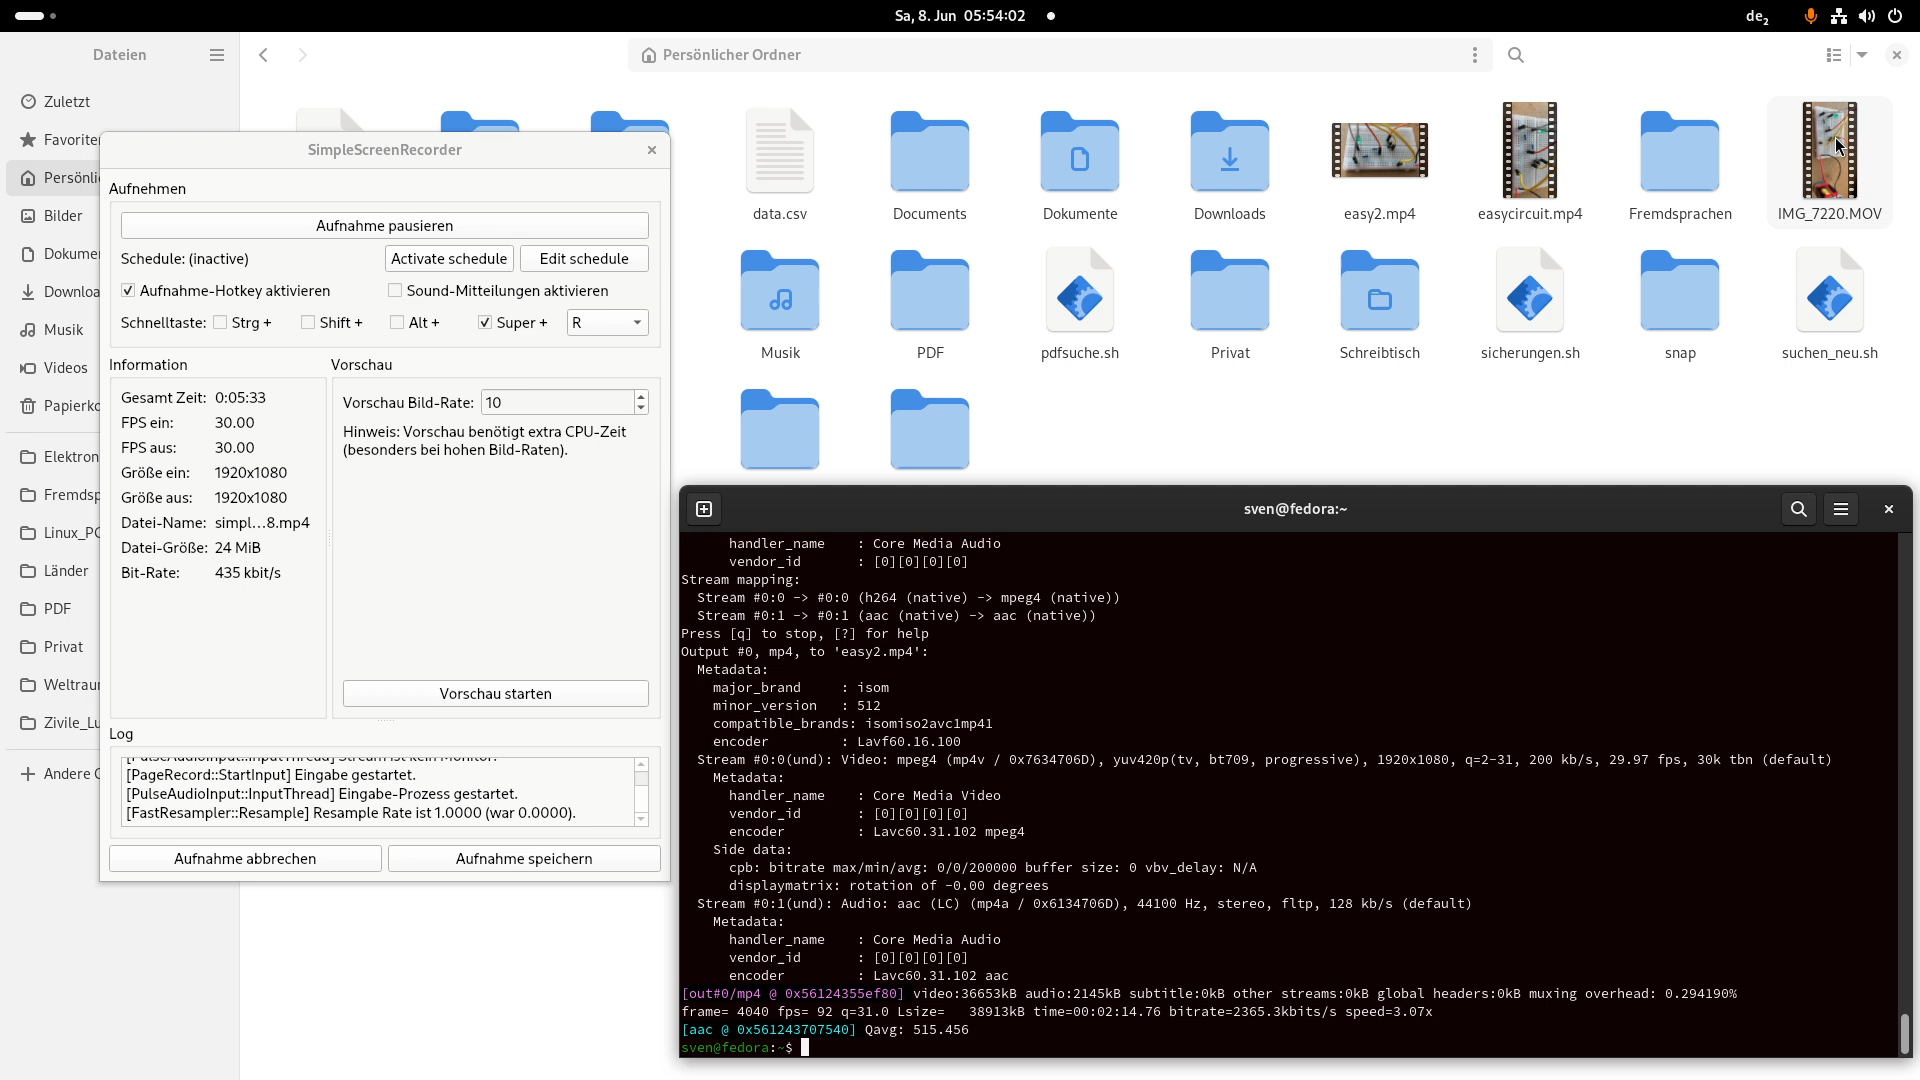 Sa, 8. Jun 05:54:02
de2
Dateien
Persönlicher Ordner
Zuletzt
Favoriten
Persönli
Bilder
Dokume
Downloa
Musik
Videos
Papierko
Elektron
Fremdsp
Linux_PC
Länder
PDF
Privat
Weltrau
Zivile_Lu
Andere O
data.csv
Documents
Dokumente
Downloads
easy2.mp4
easycircuit.mp4
Fremdsprachen
IMG_7220.MOV
Musik
PDF
pdfsuche.sh
Privat
Schreibtisch
sicherungen.sh
snap
suchen_neu.sh
SimpleScreenRecorder
Aufnehmen
Aufnahme pausieren
Schedule: (inactive)
Activate schedule
Edit schedule
Aufnahme-Hotkey aktivieren
Sound-Mitteilungen aktivieren
Schnelltaste: Strg + Shift + Alt + Super + R
Information
Gesamt Zeit: 0:05:33
FPS ein: 30.00
FPS aus: 30.00
Größe ein: 1920x1080
Größe aus: 1920x1080
Datei-Name: simpl...8.mp4
Datei-Größe: 24 MiB
Bit-Rate: 435 kbit/s
Vorschau
Vorschau Bild-Rate: 10
Hinweis: Vorschau benötigt extra CPU-Zeit
(besonders bei hohen Bild-Raten).
Vorschau starten
Log
[PulseAudioInput::InputThread] Stream ist kein Monitor.
[PageRecord::StartInput] Eingabe gestartet.
[PulseAudioInput::InputThread] Eingabe-Prozess gestartet.
[FastResampler::Resample] Resample Rate ist 1.0000 (war 0.0000).
Aufnahme abbrechen
Aufnahme speichern
sven@fedora:~
handler_name : Core Media Audio
vendor_id : [0][0][0][0]
Stream mapping:
Stream #0:0 -> #0:0 (h264 (native) -> mpeg4 (native))
Stream #0:1 -> #0:1 (aac (native) -> aac (native))
Press [q] to stop, [?] for help
Output #0, mp4, to 'easy2.mp4':
Metadata:
major_brand : isom
minor_version : 512
compatible_brands: isomiso2avc1mp41
encoder : Lavf60.16.100
Stream #0:0(und): Video: mpeg4 (mp4v / 0x7634706D), yuv420p(tv, bt709, progressive), 1920x1080, q=2-31, 200 kb/s, 29.97 fps, 30k tbn (default)
Metadata:
handler_name : Core Media Video
vendor_id : [0][0][0][0]
encoder : Lavc60.31.102 mpeg4
Side data:
cpb: bitrate max/min/avg: 0/0/200000 buffer size: 0 vbv_delay: N/A
displaymatrix: rotation of -0.00 degrees
Stream #0:1(und): Audio: aac (LC) (mp4a / 0x6134706D), 44100 Hz, stereo, fltp, 128 kb/s (default)
Metadata:
handler_name : Core Media Audio
vendor_id : [0][0][0][0]
encoder : Lavc60.31.102 aac
[out#0/mp4 @ 0x56124355ef80] video:36653kB audio:2145kB subtitle:0kB other streams:0kB global headers:0kB muxing overhead: 0.294190%
frame= 4040 fps= 92 q=31.0 Lsize= 38913kB time=00:02:14.76 bitrate=2365.3kbits/s speed=3.07x
[aac @ 0x561243707540] Qavg: 515.456
sven@fedora:~$